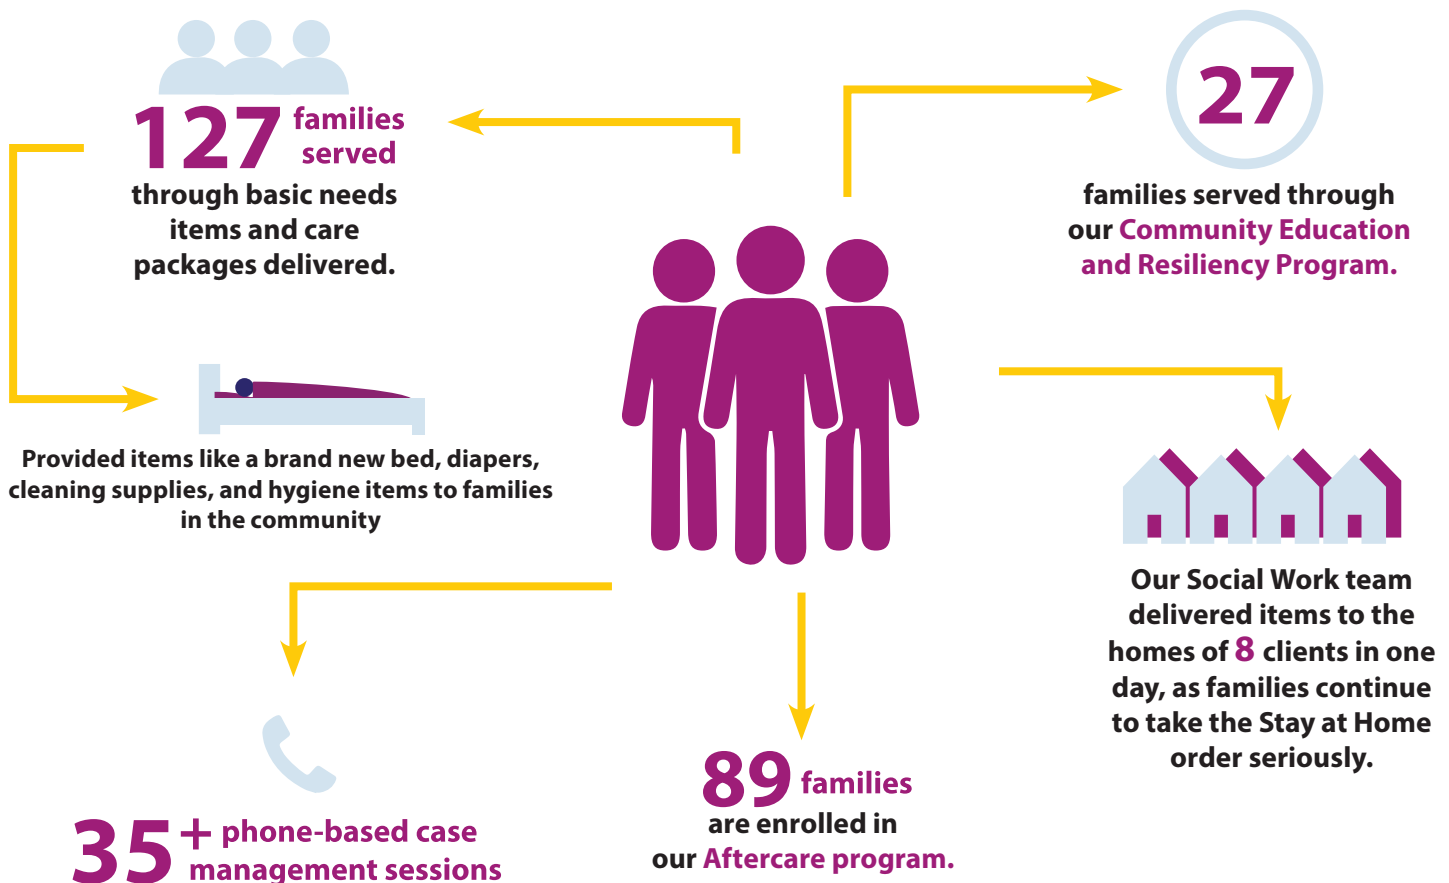 127 families
served
through basic needs
items and care
packages delivered.
27
families served through
our Community Education
and Resiliency Program.
Provided items like a brand new bed, diapers,
cleaning supplies, and hygiene items to families
in the community
Our Social Work team
delivered items to the
homes of 8 clients in one
day, as families continue
to take the Stay at Home
order seriously.
35+ phone-based case
management sessions
89 families
are enrolled in
our Aftercare program.